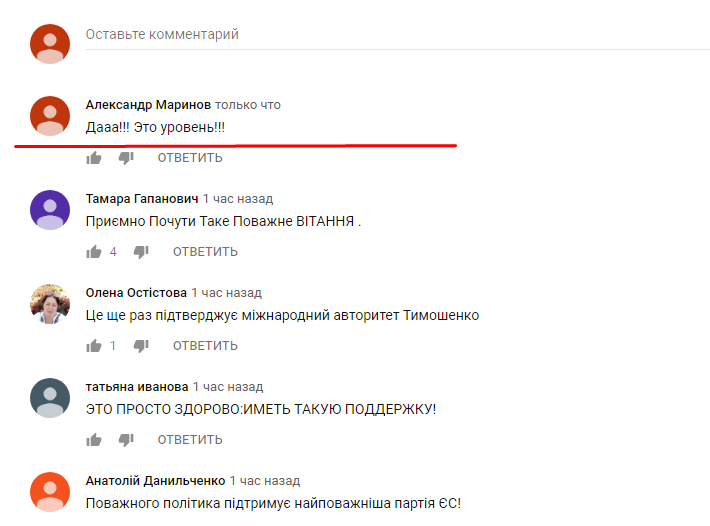 Оставьте комментарий
Александр Маринов только что
Дааа!!! Это уровень!!!
ОТВЕТИТЬ
Тамара Гапанович 1 час назад
Приємно Почути Таке Поважне ВІТАННЯ .
4 ОТВЕТИТЬ
Олена Остістова 1 час назад
Це ще раз підтверджує міжнародний авторитет Тимошенко
1 ОТВЕТИТЬ
татьяна иванова 1 час назад
ЭТО ПРОСТО ЗДОРОВО:ИМЕТЬ ТАКУЮ ПОДДЕРЖКУ!
ОТВЕТИТЬ
Анатолій Данильченко 1 час назад
Поважного політика підтримує найповажніша партія ЄС!